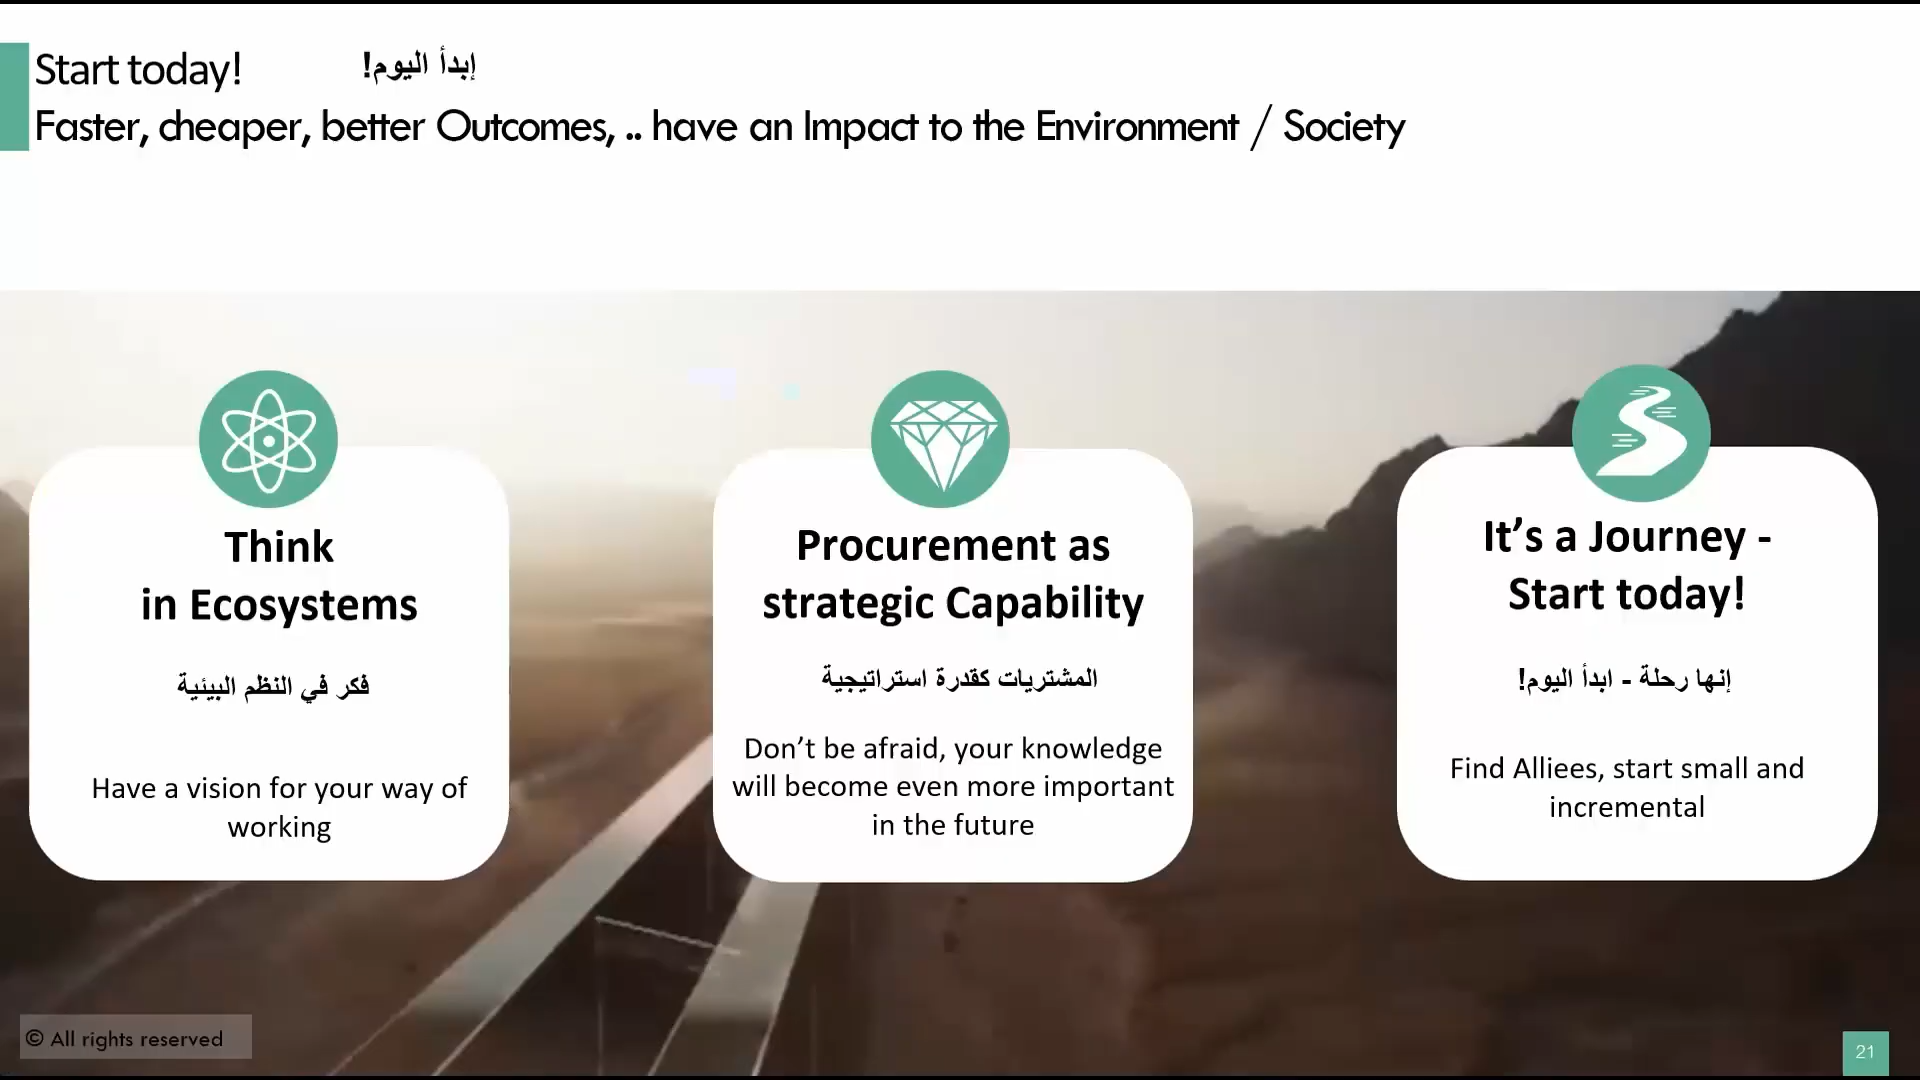 Start today!
إبدأ اليوم!
Faster, cheaper, better Outcomes, .. have an Impact to the Environment / Society
Think
in Ecosystems
فكر في النظم البيئية
Have a vision for your way of
working
Procurement as
strategic Capability
المشتريات كقدرة استراتيجية
Don’t be afraid, your knowledge
will become even more important
in the future
It’s a Journey -
Start today!
إنها رحلة - ابدأ اليوم!
Find Alliees, start small and
incremental
© All rights reserved
21